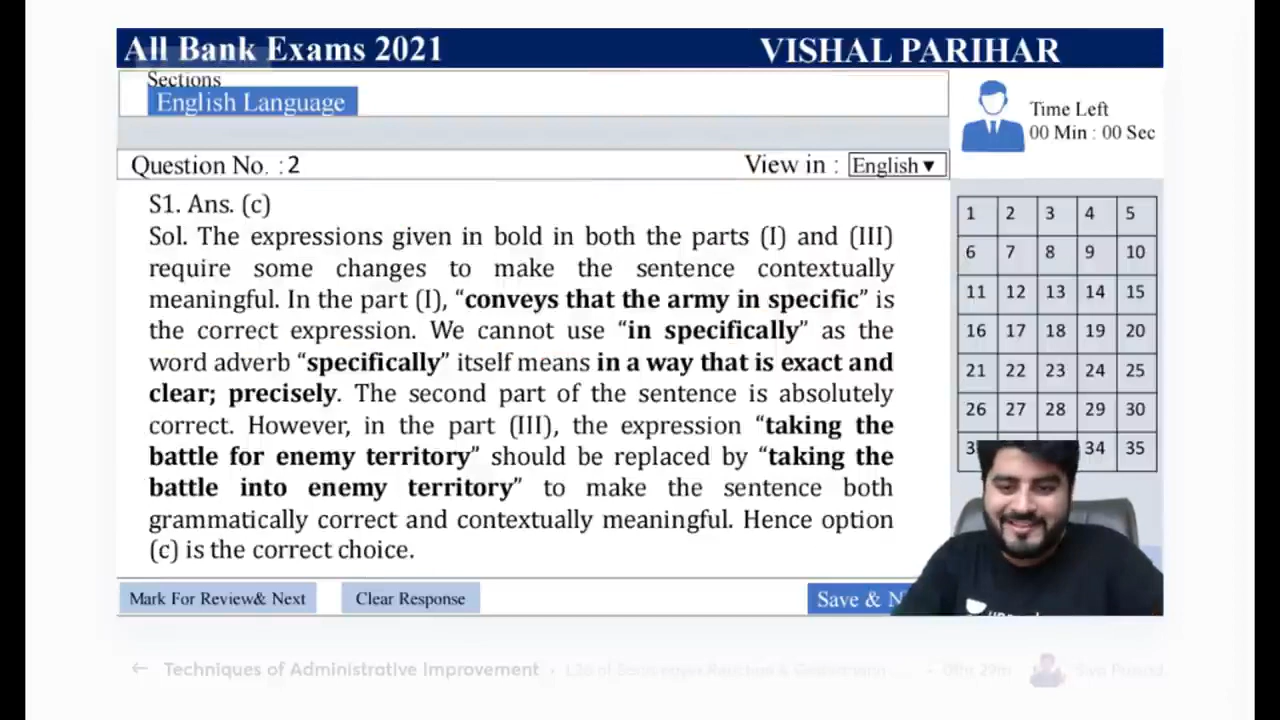 All Bank Exams 2021
VISHAL PARIHAR
Sections
English Language
Time Left
00 Min : 00 Sec
Question No. : 2
View in : English▼
S1. Ans. (c)
Sol. The expressions given in bold in both the parts (I) and (III)
require some changes to make the sentence contextually
meaningful. In the part (I), “conveys that the army in specific” is
the correct expression. We cannot use “in specifically” as the
word adverb “specifically” itself means in a way that is exact and
clear; precisely. The second part of the sentence is absolutely
correct. However, in the part (III), the expression “taking the
battle for enemy territory” should be replaced by “taking the
battle into enemy territory” to make the sentence both
grammatically correct and contextually meaningful. Hence option
(c) is the correct choice.
1 2 3 4 5
6 7 8 9 10
11 12 13 14 15
16 17 18 19 20
21 22 23 24 25
26 27 28 29 30
34 35
Mark For Review& Next
Clear Response
Save &
← Techniques of Administrative Improvement